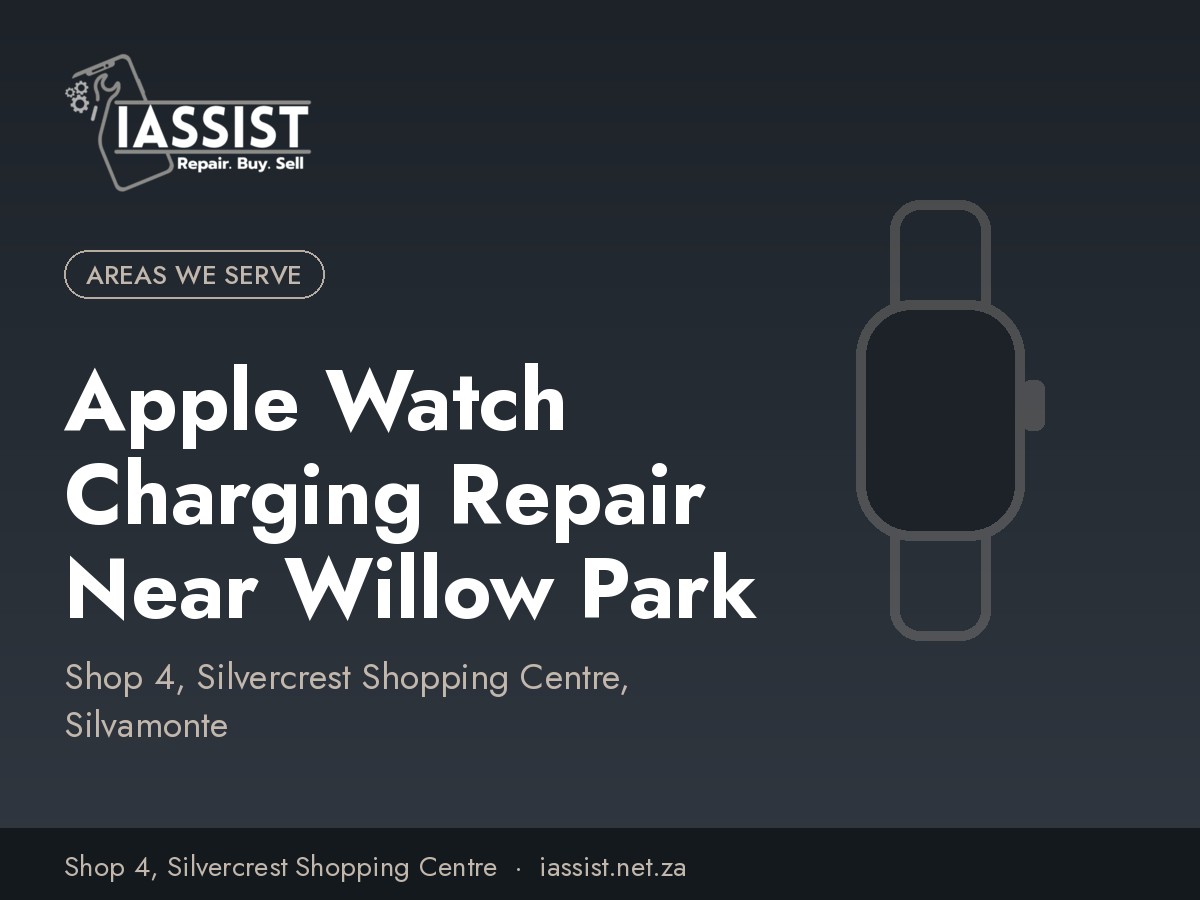 IASSIST
Repair. Buy. Sell
AREAS WE SERVE
Apple Watch
Charging Repair
Near Willow Park
Shop 4, Silvercrest Shopping Centre,
Silvamonte
Shop 4, Silvercrest Shopping Centre · iassist.net.za